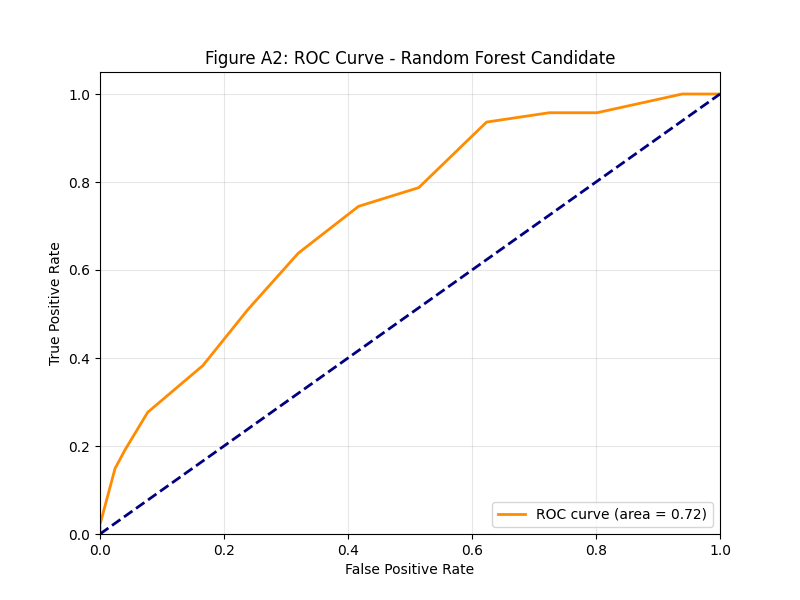 Figure A2: ROC Curve - Random Forest Candidate
1.0
0.8
0.6
0.4
0.2
0.0
True Positive Rate
ROC curve (area = 0.72)
0.0 0.2 0.4 0.6 0.8 1.0
False Positive Rate